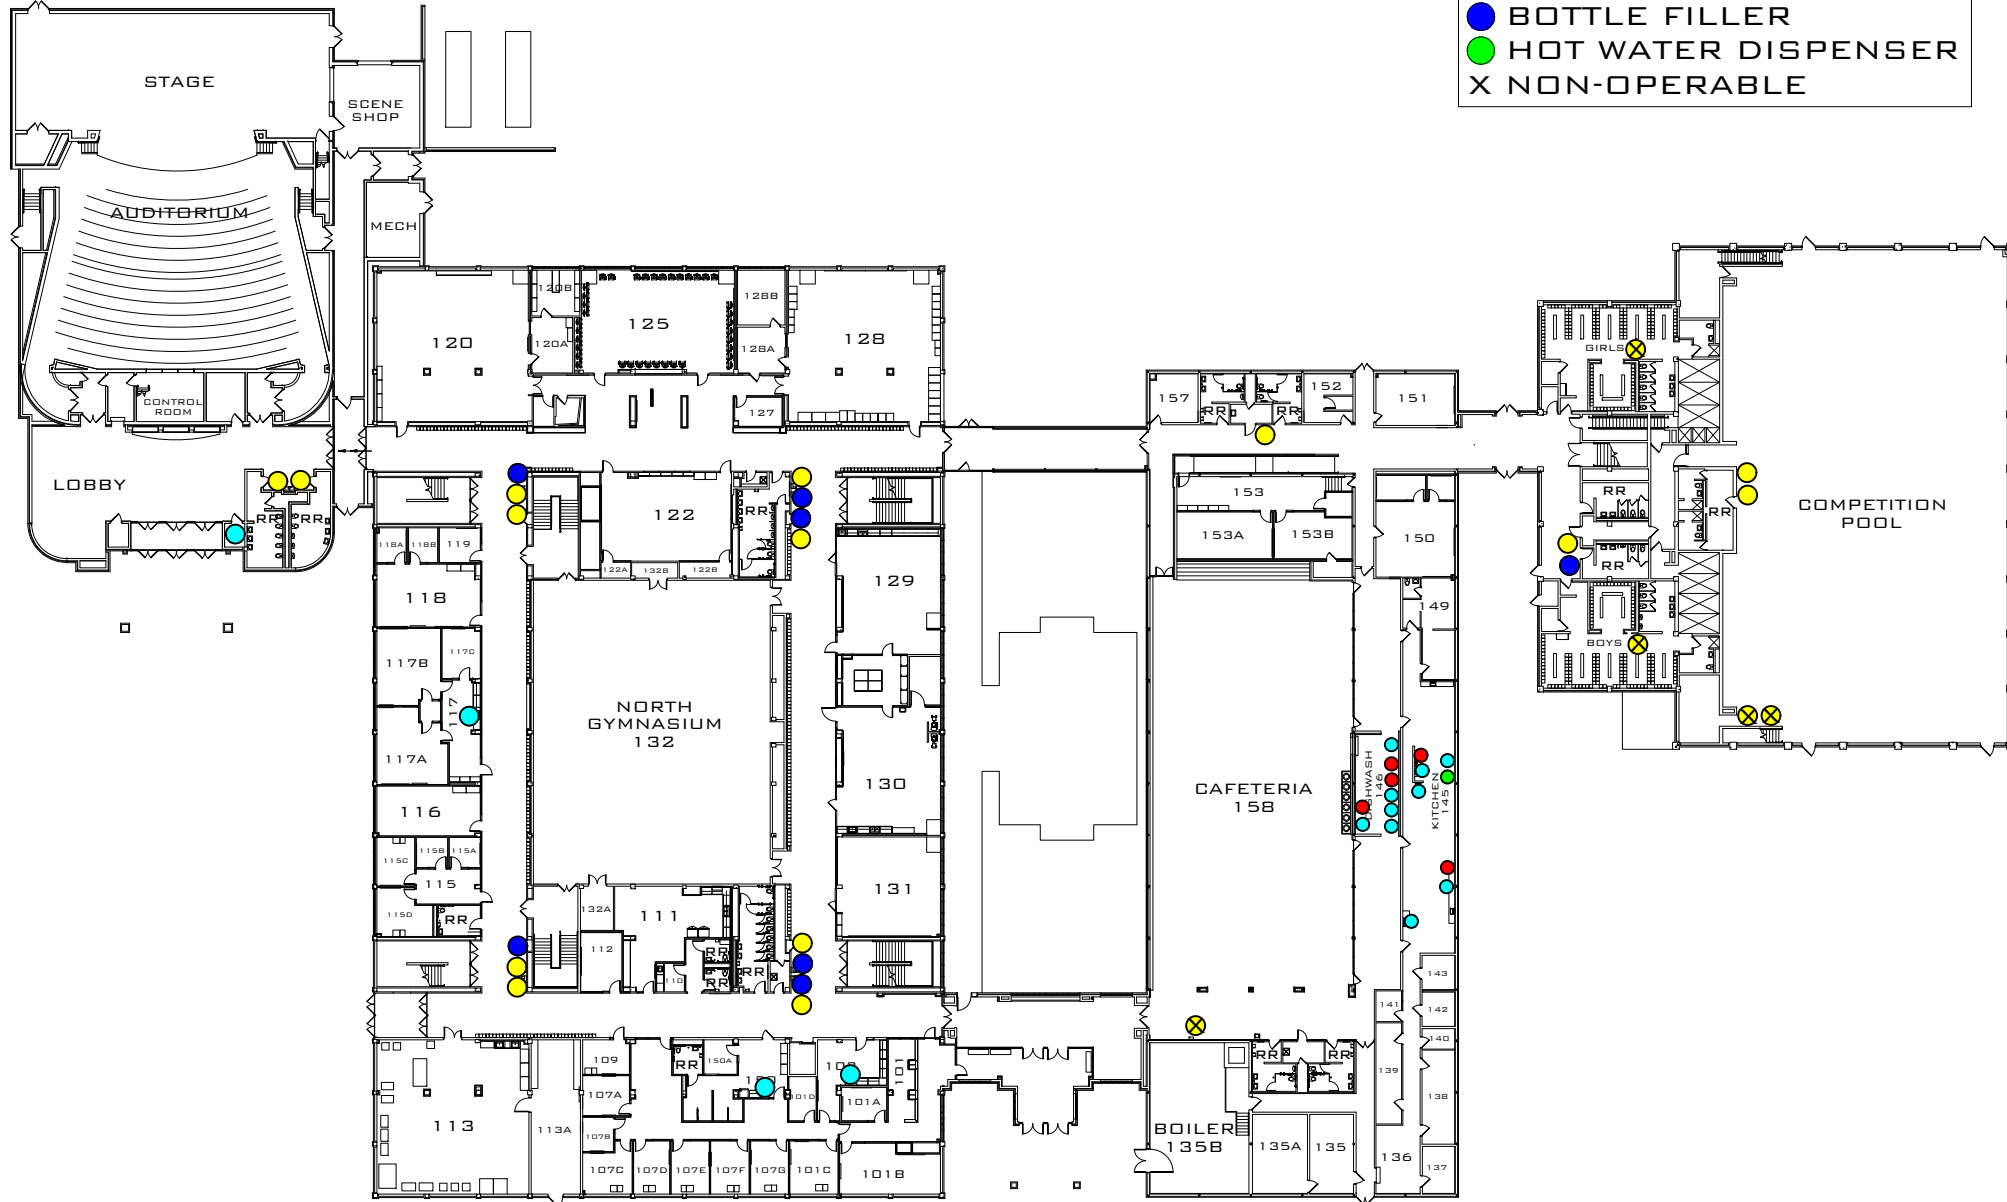 BOTTLE FILLER
HOT WATER DISPENSER
X NON-OPERABLE
STAGE
SCENE
SHOP
AUDITORIUM
MECH
CONTROL
ROOM
LOBBY
RR
RR
120
120B
120A
125
128B
128A
128
127
122
RR
122A
132B
122B
118A
118B
119
118
117B
117C
117
117A
116
115C
115B
115A
115
115D
RR
NORTH
GYMNASIUM
132
129
130
131
132A
111
112
110
RR
RR
RR
113
113A
109
107A
107B
107C
107D
107E
107F
107G
101C
101B
RR
150A
101D
101A
101
157
RR
RR
152
151
153
153A
153B
150
149
CAFETERIA
158
DISHWASH
146
KITCHEN
145
143
142
141
140
139
138
137
136
RR
RR
BOILER
135B
135A
135
GIRLS
RR
RR
RR
BOYS
COMPETITION
POOL